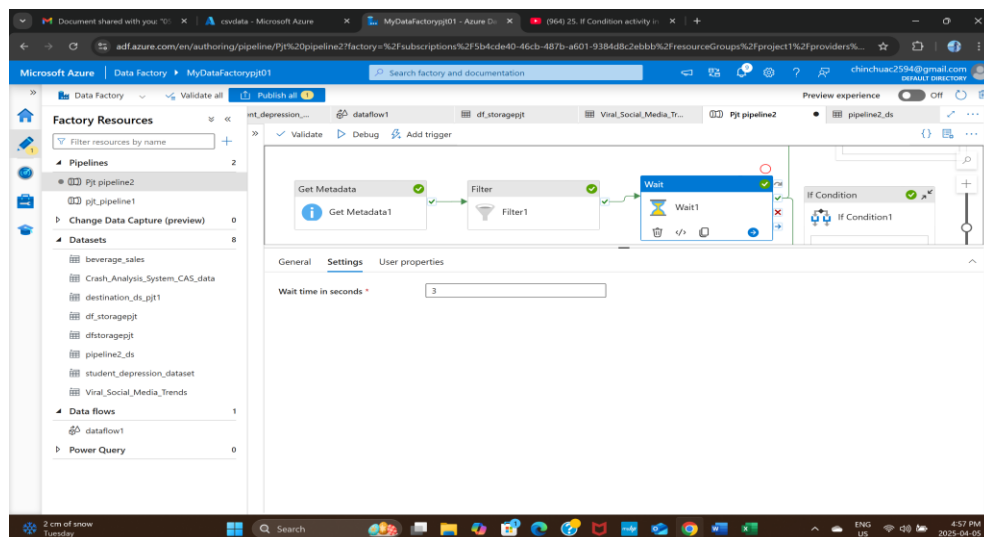 Document shared with you: "05
csvdata - Microsoft Azure
MyDataFactorypjt01 - Azure Da
(964) 25. If Condition activity in
adf.azure.com/en/authoring/pipeline/Pjt%20pipeline2?factory=%2Fsubscriptions%2F5b4cde40-46cb-487b-a601-9384d8c2ebbb%2FresourceGroups%2Fproject1%2Fproviders%...
Microsoft Azure
Data Factory
MyDataFactorypjt01
Search factory and documentation
chinchuac2594@gmail.com
DEFAULT DIRECTORY
Data Factory
Validate all
Publish all 1
Preview experience
Off
Factory Resources
nt_depression_...
dataflow1
df_storagepjt
Viral_Social_Media_Tr...
Pjt pipeline2
pipeline2_ds
Filter resources by name
Validate
Debug
Add trigger
Pipelines 2
Pjt pipeline2
pjt_pipeline1
Change Data Capture (preview) 0
Datasets 8
beverage_sales
Crash_Analysis_System_CAS_data
destination_ds_pjt1
df_storagepjt
dfstoragepjt
pipeline2_ds
student_depression_dataset
Viral_Social_Media_Trends
Data flows 1
dataflow1
Power Query 0
Get Metadata
Get Metadata1
Filter
Filter1
Wait
Wait1
If Condition
If Condition1
General
Settings
User properties
Wait time in seconds *
3
2 cm of snow
Tuesday
Search
ENG
US
4:57 PM
2025-04-05